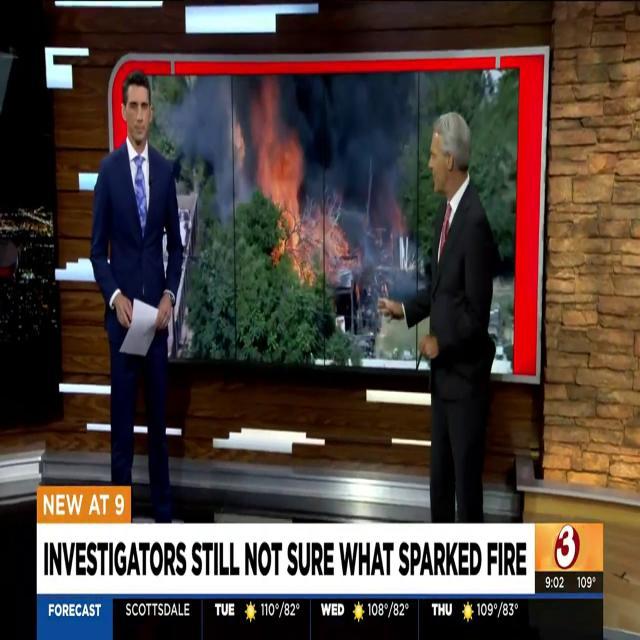 NEW AT 9
INVESTIGATORS STILL NOT SURE WHAT SPARKED FIRE
3
9:02 109°
FORECAST SCOTTSDALE TUE 110°/82° WED 108°/82° THU 109°/83°